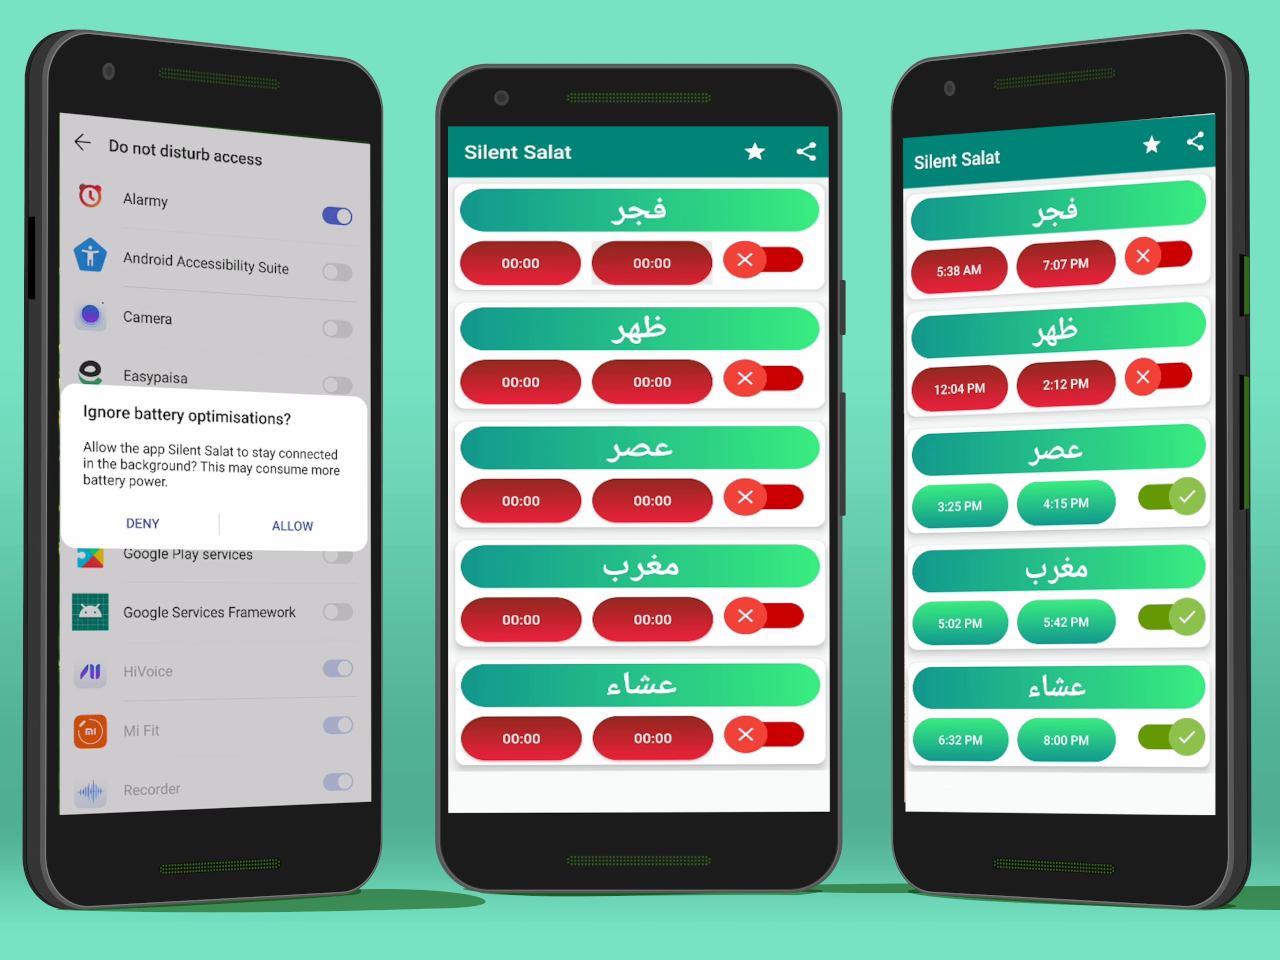 Do not disturb access
Alarmy
Android Accessibility Suite
Camera
Easypaisa
Ignore battery optimisations?
Allow the app Silent Salat to stay connected
in the background? This may consume more
battery power.
DENY
ALLOW
Google Play services
Google Services Framework
HiVoice
Mi Fit
Recorder
Silent Salat
فجر
00:00 00:00
ظهر
00:00 00:00
عصر
00:00 00:00
مغرب
00:00 00:00
عشاء
00:00 00:00
Silent Salat
فجر
5:38 AM 7:07 PM
ظهر
12:04 PM 2:12 PM
عصر
3:25 PM 4:15 PM
مغرب
5:02 PM 5:42 PM
عشاء
6:32 PM 8:00 PM